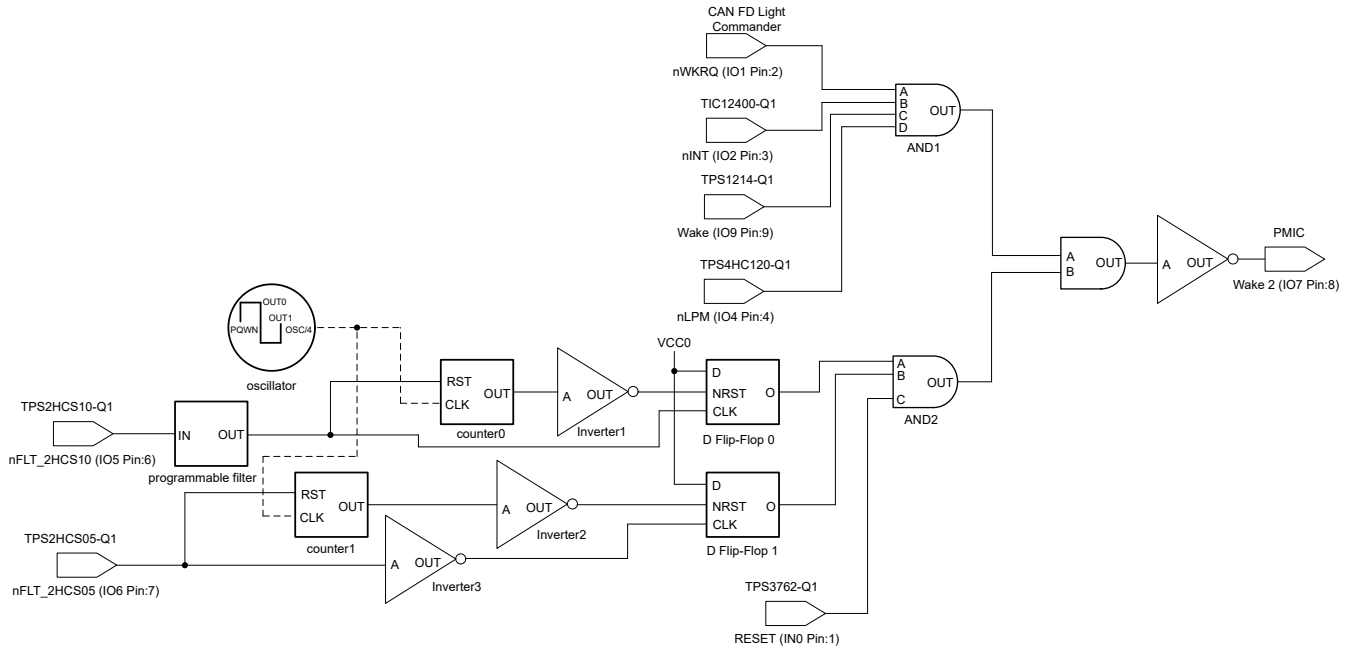 CAN FD Light
Commander
nWKRQ (IO1 Pin:2)
TIC12400-Q1
nINT (IO2 Pin:3)
TPS1214-Q1
Wake (IO9 Pin:9)
TPS4HC120-Q1
nLPM (IO4 Pin:4)
A
B
C
D
OUT
AND1
A
B
OUT
A
OUT
PMIC
Wake 2 (IO7 Pin:8)
OUT0
OUT1
PQWN
OSC/4
oscillator
VCC0
RST
OUT
CLK
counter0
A
OUT
Inverter1
D
NRST
O
CLK
D Flip-Flop 0
A
B
OUT
C
AND2
TPS2HCS10-Q1
nFLT_2HCS10 (IO5 Pin:6)
IN
OUT
programmable filter
RST
OUT
CLK
counter1
A
OUT
Inverter2
D
NRST
O
CLK
D Flip-Flop 1
TPS2HCS05-Q1
nFLT_2HCS05 (IO6 Pin:7)
A
OUT
Inverter3
TPS3762-Q1
RESET (IN0 Pin:1)